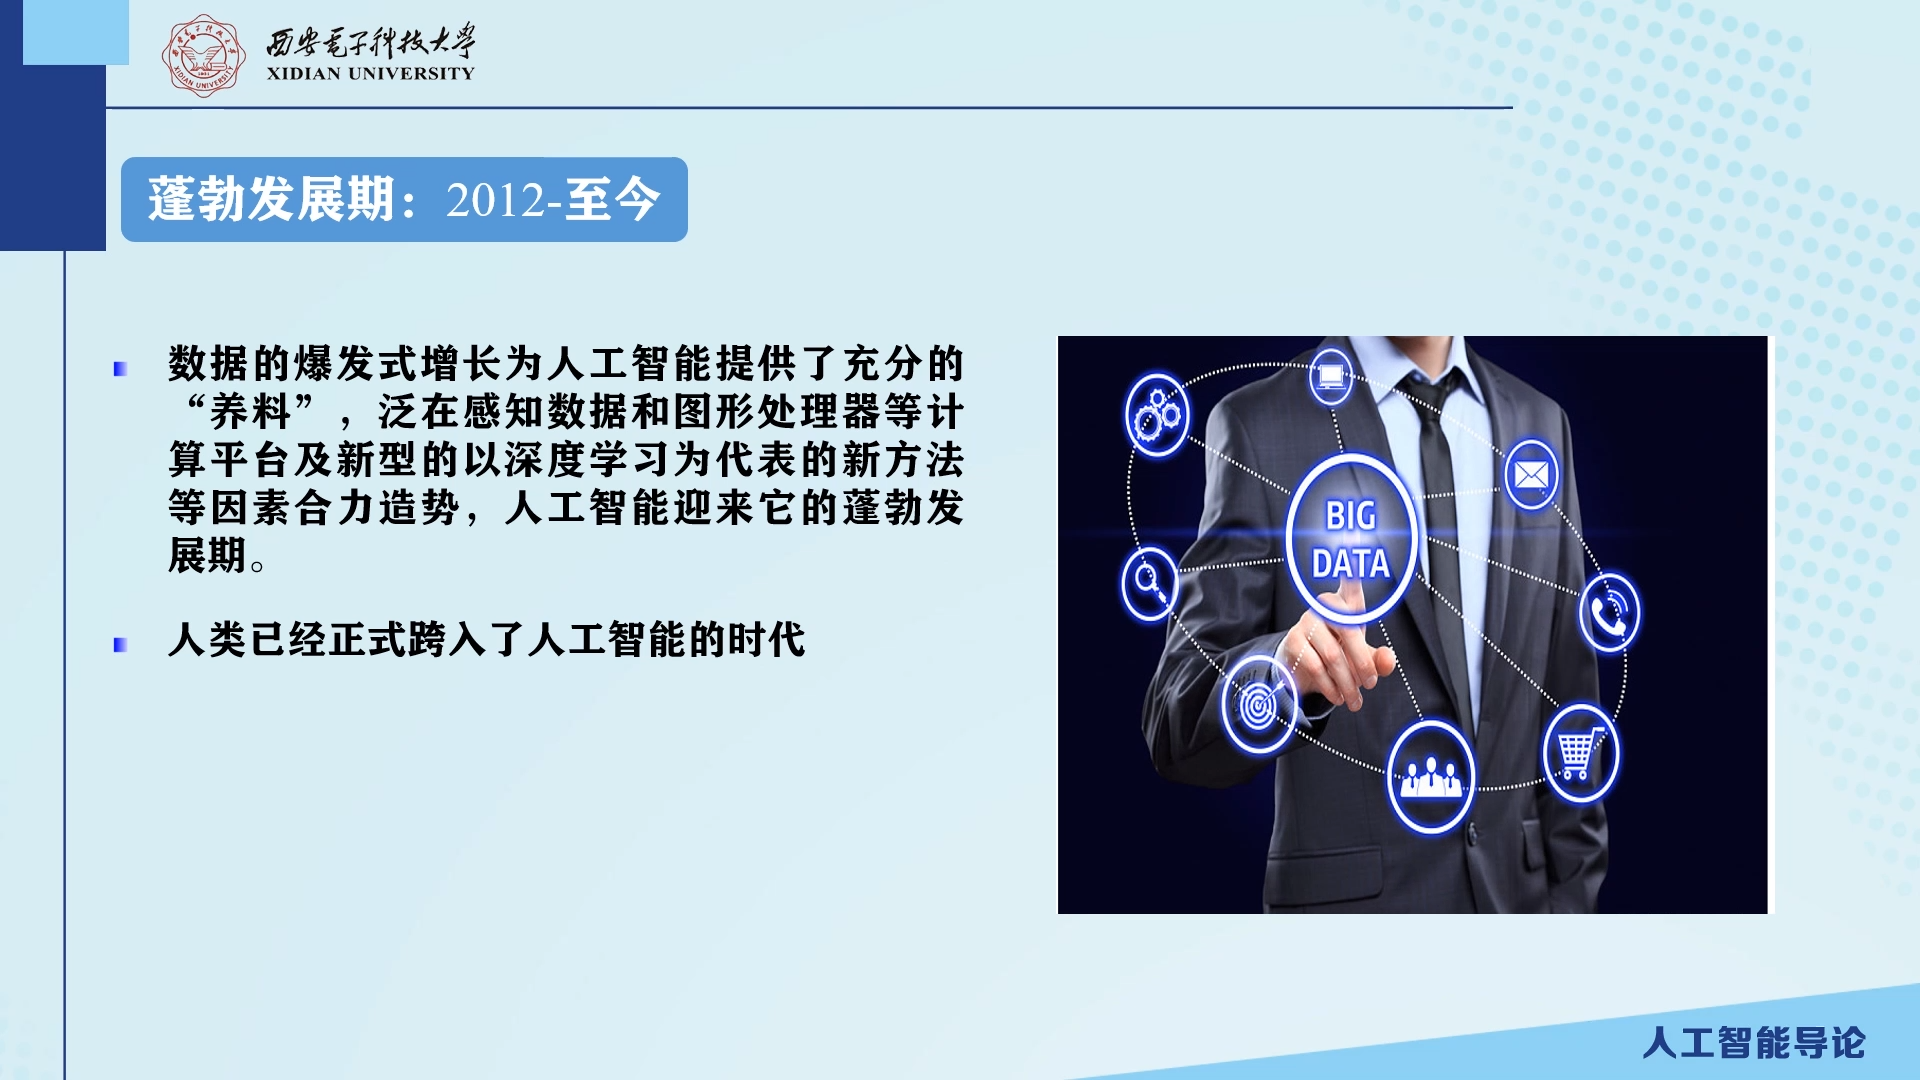 西安电子科技大学
XIDIAN UNIVERSITY
蓬勃发展期：2012-至今
数据的爆发式增长为人工智能提供了充分的
“养料”，泛在感知数据和图形处理器等计
算平台及新型的以深度学习为代表的新方法
等因素合力造势，人工智能迎来它的蓬勃发
展期。
人类已经正式跨入了人工智能的时代
BIG
DATA
人工智能导论